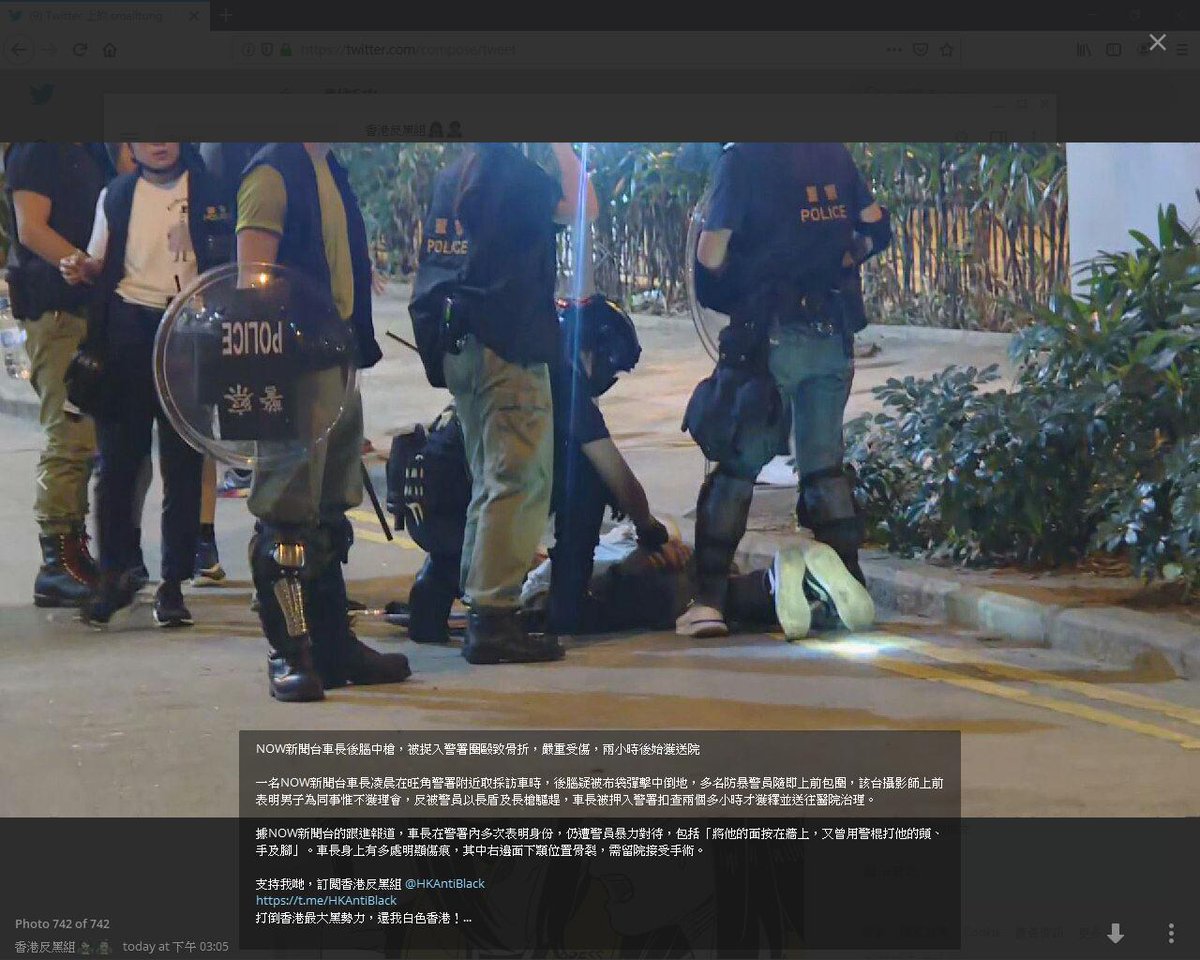 (9) Twitter 上的 smalltung
https://twitter.com/compose/tweet
香港反黑組
警察
POLICE
警察
POLICE
POLICE
警察
NOW新聞台車長後腦中槍，被捉入警署圍毆致骨折，嚴重受傷，兩小時後始獲送院
一名NOW新聞台車長凌晨在旺角警署附近取採訪車時，後腦疑被布袋彈擊中倒地，多名防暴警員隨即上前包圍，該台攝影師上前
表明男子為同事惟不獲理會，反被警員以長盾及長槍驅趕，車長被押入警署扣查兩個多小時才獲釋並送往醫院治理。
據NOW新聞台的跟進報道，車長在警署內多次表明身份，仍遭警員暴力對待，包括「將他的面按在牆上，又曾用警棍打他的頭、
手及腳」。車長身上有多處明顯傷痕，其中右邊面下顎位置骨裂，需留院接受手術。
支持我哋，訂閱香港反黑組 @HKAntiBlack
https://t.me/HKAntiBlack
打倒香港最大黑勢力，還我白色香港！...
Photo 742 of 742
香港反黑組 today at 下午 03:05